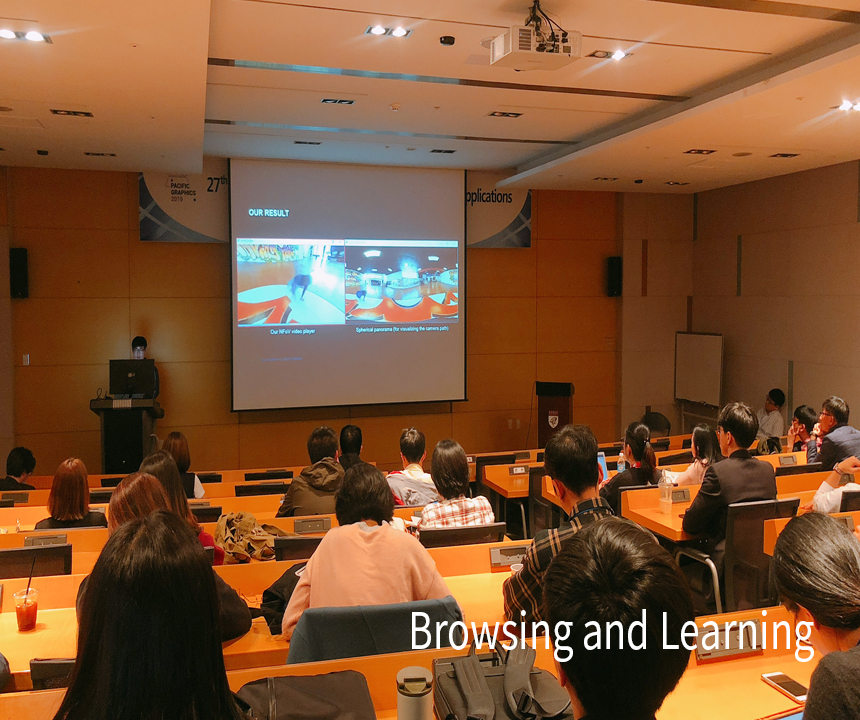 PACIFIC
GRAPHICS
2019
27th
pplications
OUR RESULT
Our NFoV video player
Spherical panorama (for visualizing the camera path)
Browsing and Learning